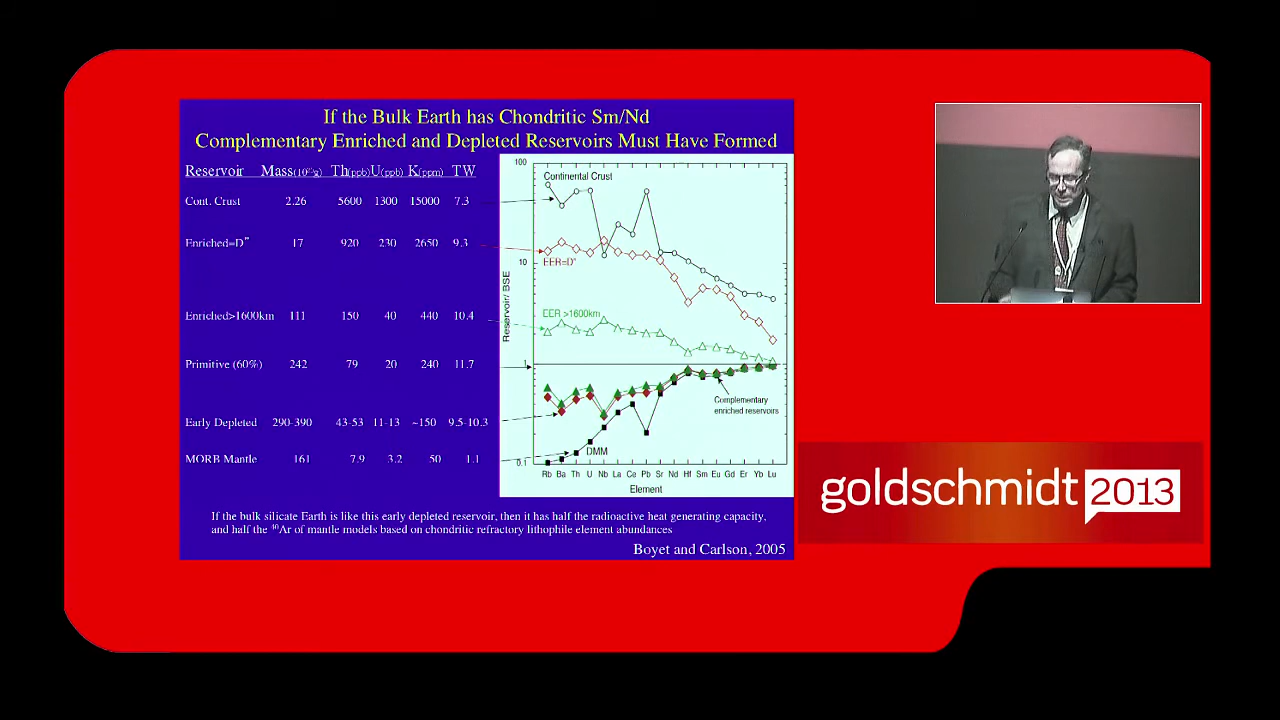 If the Bulk Earth has Chondritic Sm/Nd
Complementary Enriched and Depleted Reservoirs Must Have Formed
Reservoir Mass(10²⁵g) Th(ppb) U(ppb) K(ppm) TW
Cont. Crust 2.26 5600 1300 15000 7.3
Enriched=D" 17 920 230 2650 9.3
Enriched>1600km 111 150 40 440 10.4
Primitive (60%) 242 79 20 240 11.7
Early Depleted 290-390 43-53 11-13 ~150 9.5-10.3
MORB Mantle 161 7.9 3.2 50 1.1
100
10
1
0.1
Reservoir/ BSE
Continental Crust
EER=D"
EER >1600km
Complementary
enriched reservoirs
DMM
Rb Ba Th U Nb La Ce Pb Sr Nd Hf Sm Eu Gd Er Yb Lu
Element
If the bulk silicate Earth is like this early depleted reservoir, then it has half the radioactive heat generating capacity,
and half the ⁴⁰Ar of mantle models based on chondritic refractory lithophile element abundances
Boyet and Carlson, 2005
goldschmidt 2013